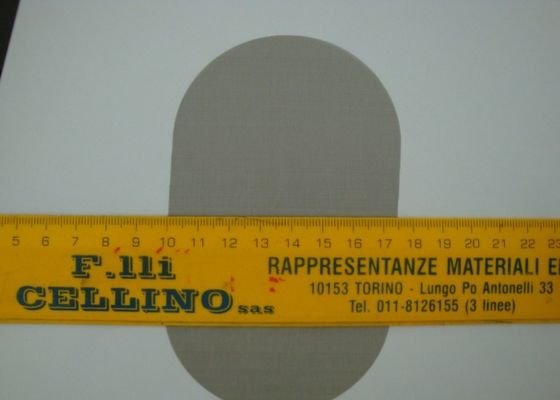 5 6 7 8 9 10 11 12 13 14 15 16 17 18 19 20 21 22 23
F.lli
CELLINO sas
RAPPRESENTANZE MATERIALI
10153 TORINO - Lungo Po Antonelli 33
Tel. 011-8126155 (3 linee)